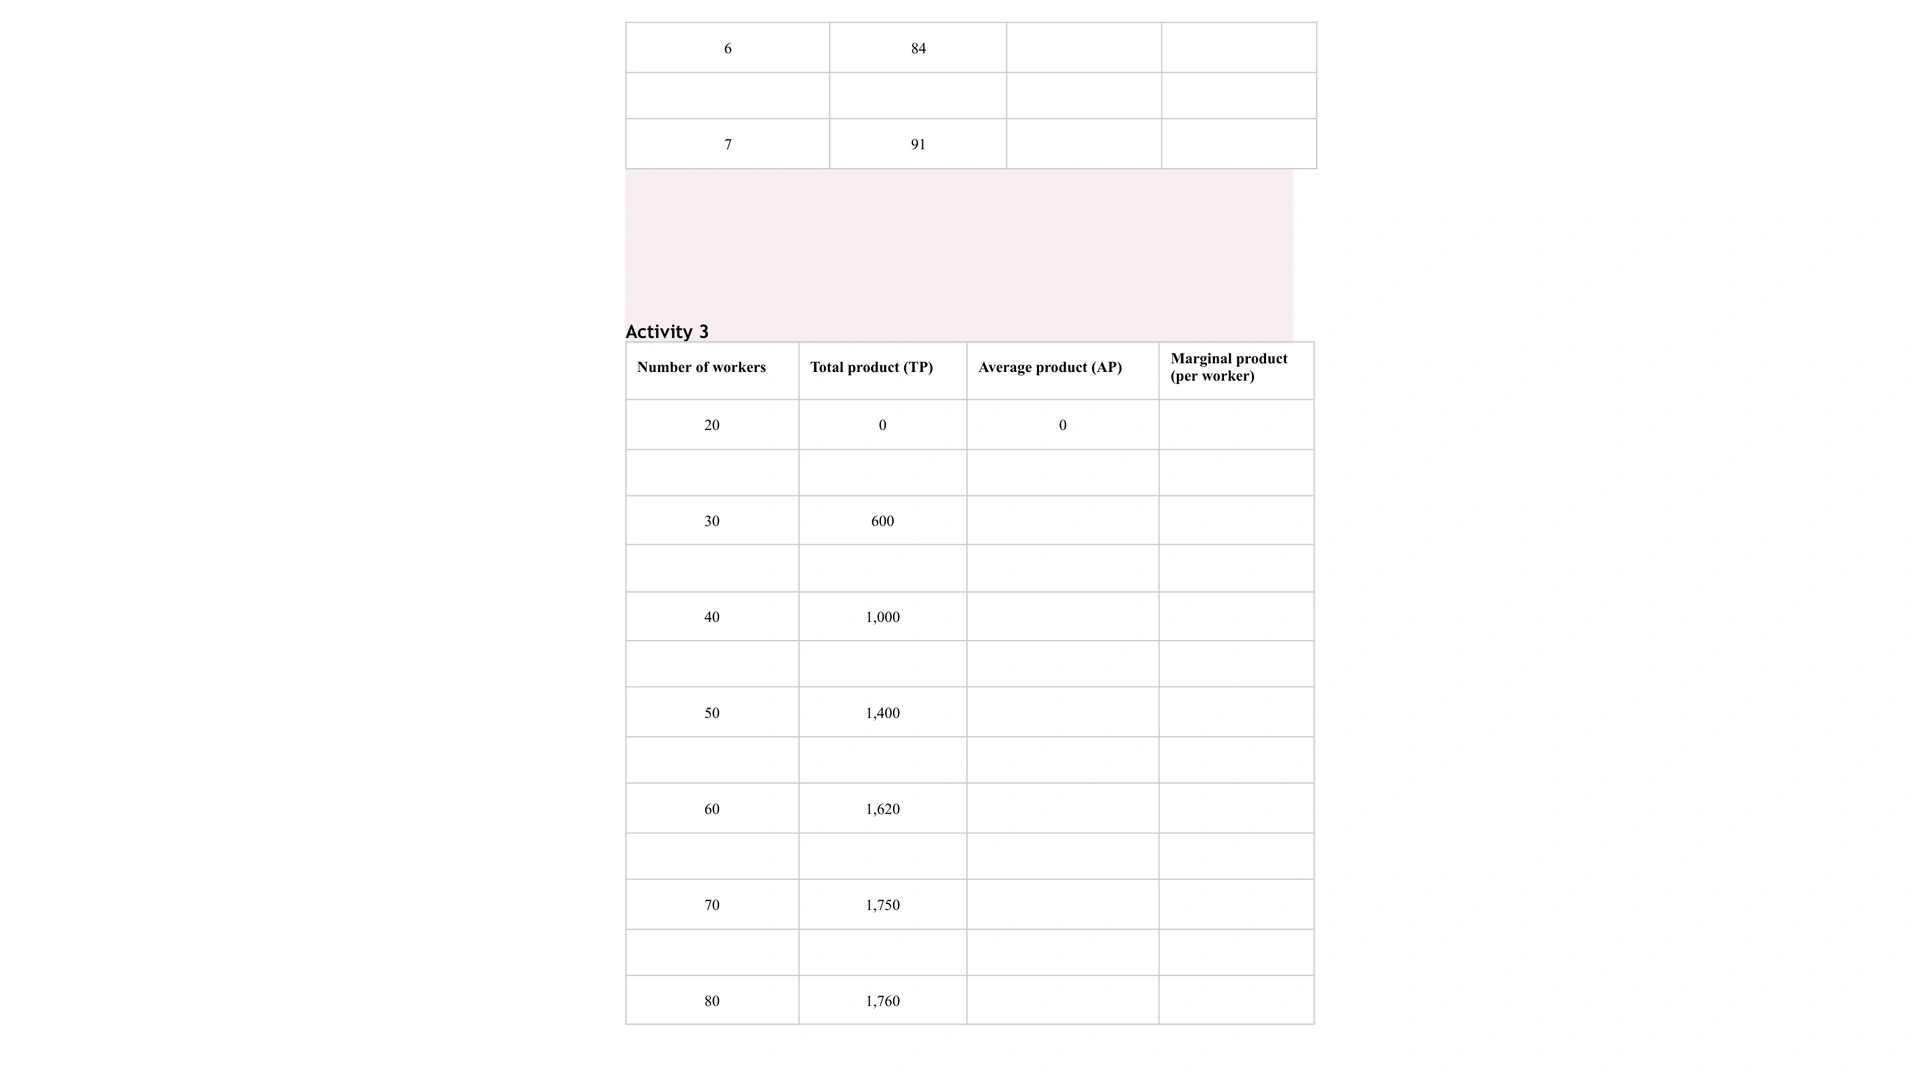 6 84
7 91
Activity 3
Number of workers Total product (TP) Average product (AP) Marginal product (per worker)
20 0 0
30 600
40 1,000
50 1,400
60 1,620
70 1,750
80 1,760